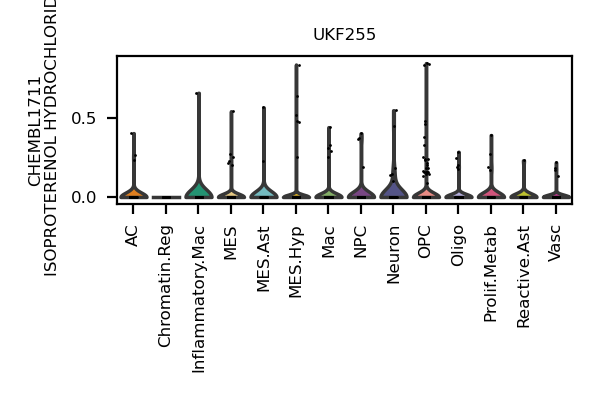 UKF255
CHEMBL1711
ISOPROTERENOL HYDROCHLORID
0.5
0.0
AC
Chromatin.Reg
Inflammatory.Mac
MES
MES.Ast
MES.Hyp
Mac
NPC
Neuron
OPC
Oligo
Prolif.Metab
Reactive.Ast
Vasc